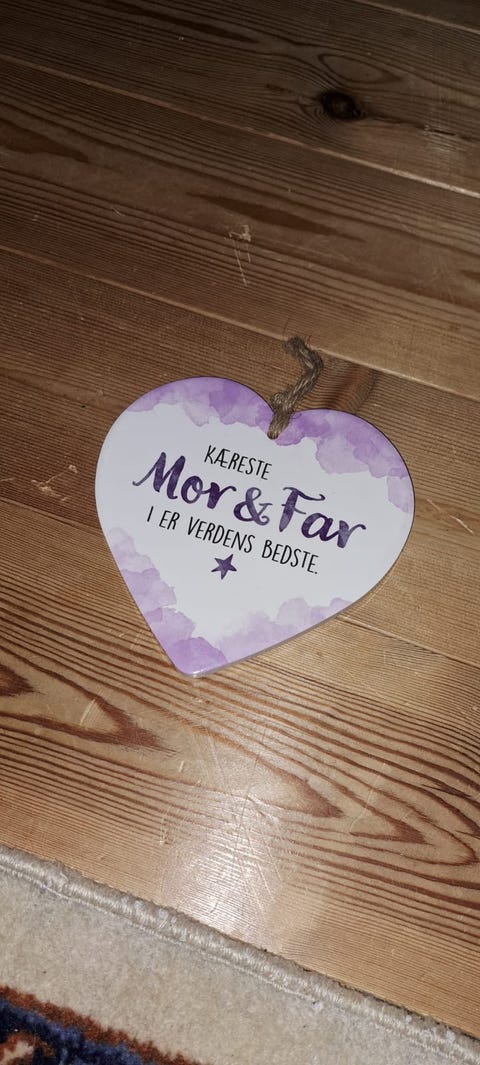 KÆRESTE
Mor & Far
I ER VERDENS BEDSTE.